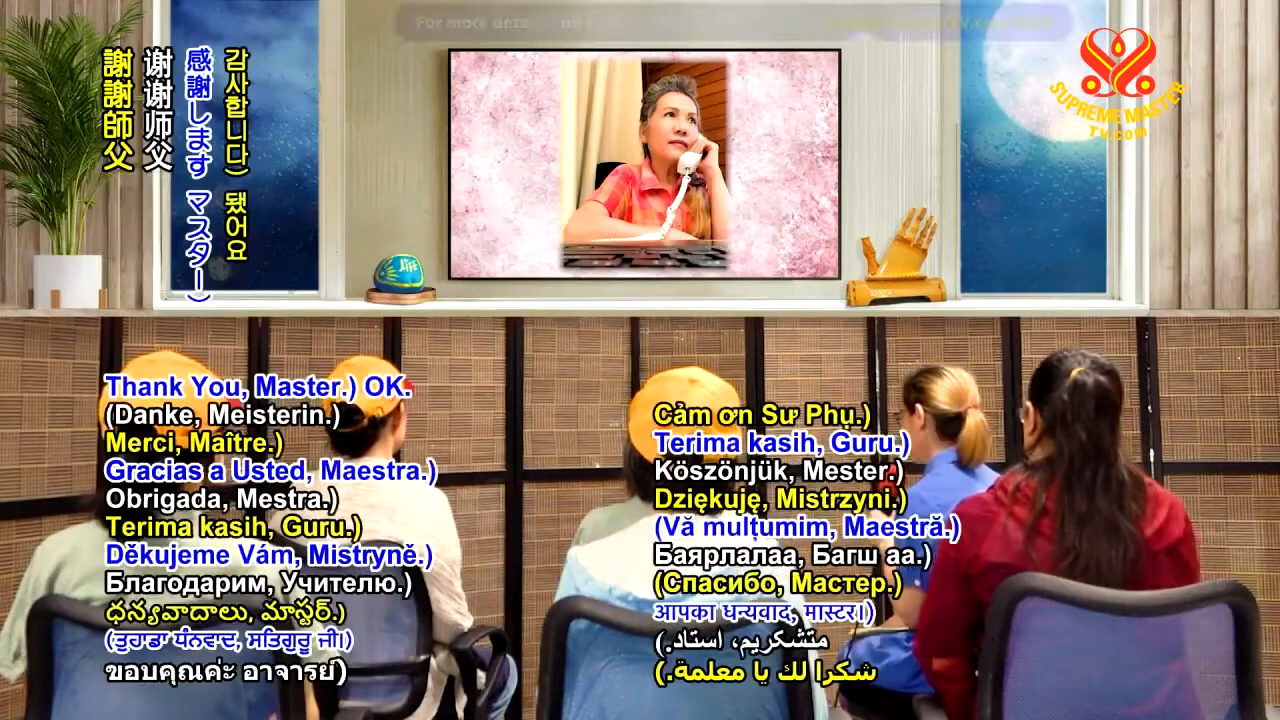 For more deta
감사합니다) 됐어요
感謝します マスター)
谢谢师父
謝謝師父
SUPREME MASTER
TV.com
Thank You, Master.) OK.
(Danke, Meisterin.)
Merci, Maître.)
Gracias a Usted, Maestra.)
Obrigada, Mestra.)
Terima kasih, Guru.)
Děkujeme Vám, Mistryně.)
Благодарим, Учителю.)
ధన్యవాదాలు, మాస్టర్.)
(ਤੁਹਾਡਾ ਧੰਨਵਾਦ, ਸਤਿਗੁਰੂ ਜੀ।)
ขอบคุณค่ะ อาจารย์)
Cảm ơn Sư Phụ.)
Terima kasih, Guru.)
Köszönjük, Mester.)
Dziękuję, Mistrzyni.)
(Vă mulțumim, Maestră.)
Баярлалаа, Багш аа.)
(Спасибо, Мастер.)
आपका धन्यवाद, मास्टर।)
متشکریم، استاد.)
شكرا لك يا معلمة.)